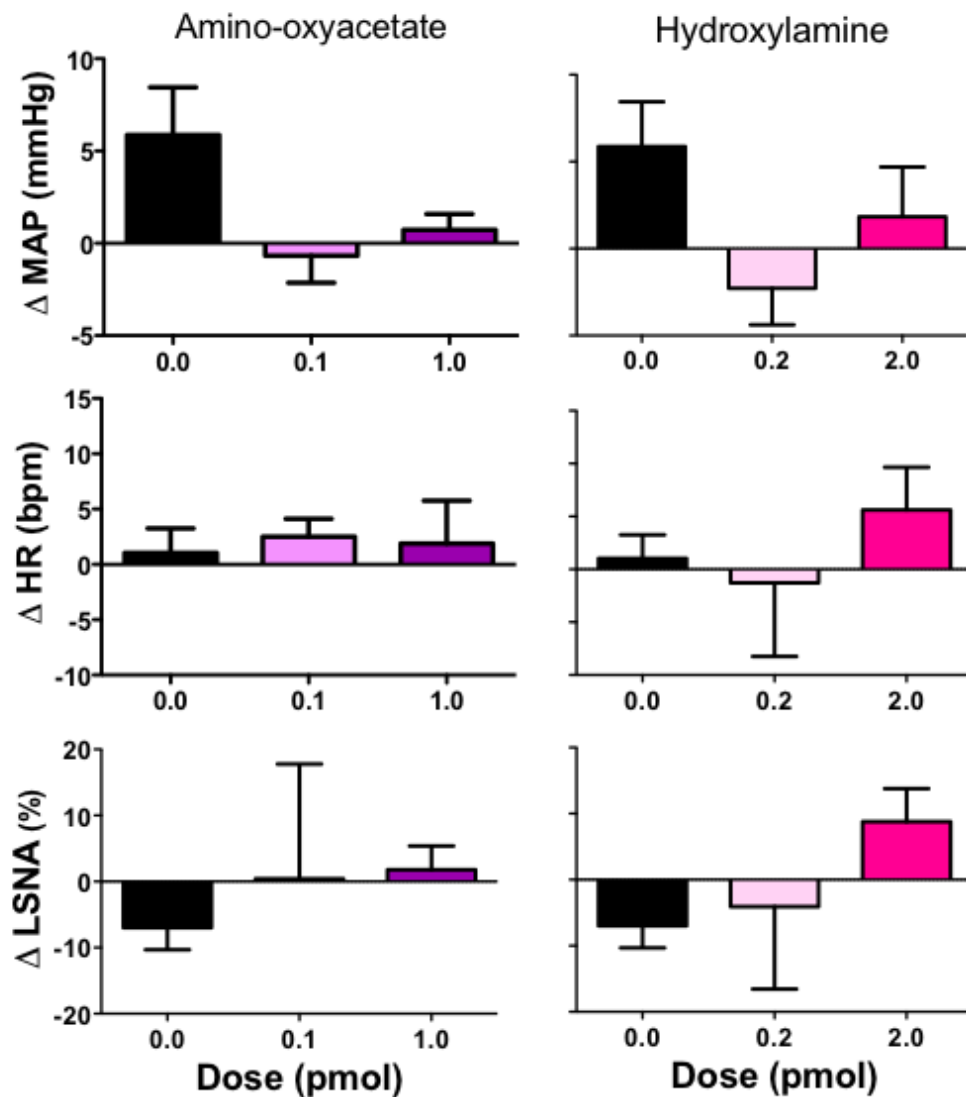 Amino-oxyacetate
Hydroxylamine
Δ MAP (mmHg)
10
5
0
-5
0.0 0.1 1.0
0.0 0.2 2.0
Δ HR (bpm)
15
10
5
0
-5
-10
0.0 0.1 1.0
0.0 0.2 2.0
Δ LSNA (%)
20
10
0
-10
-20
0.0 0.1 1.0
0.0 0.2 2.0
Dose (pmol)
Dose (pmol)